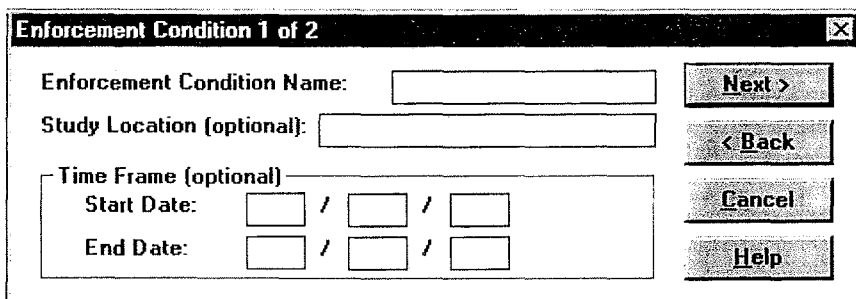 Enforcement Condition 1 of 2
Enforcement Condition Name:
Next >
Study Location (optional):
< Back
Time Frame (optional)
Start Date: / /
Cancel
End Date: / /
Help